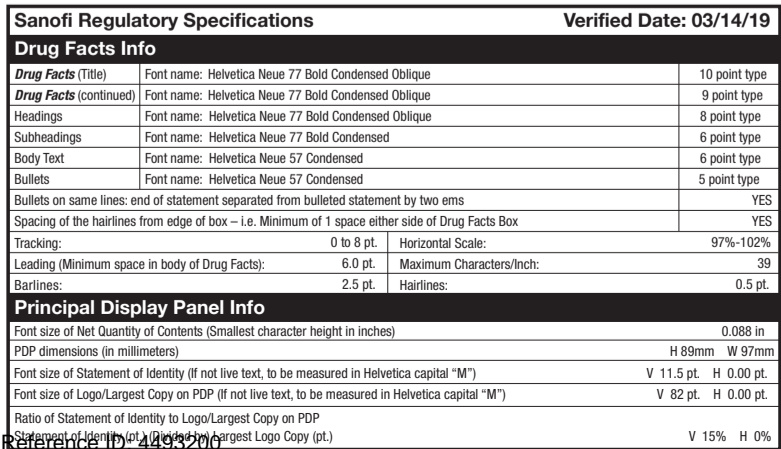 Sanofi Regulatory Specifications Verified Date: 03/14/19
Drug Facts Info
Drug Facts (Title) Font name: Helvetica Neue 77 Bold Condensed Oblique 10 point type
Drug Facts (continued) Font name: Helvetica Neue 77 Bold Condensed Oblique 9 point type
Headings Font name: Helvetica Neue 77 Bold Condensed Oblique 8 point type
Subheadings Font name: Helvetica Neue 77 Bold Condensed 6 point type
Body Text Font name: Helvetica Neue 57 Condensed 6 point type
Bullets Font name: Helvetica Neue 57 Condensed 5 point type
Bullets on same lines: end of statement separated from bulleted statement by two ems YES
Spacing of the hairlines from edge of box – i.e. Minimum of 1 space either side of Drug Facts Box YES
Tracking: 0 to 8 pt. Horizontal Scale: 97%-102%
Leading (Minimum space in body of Drug Facts): 6.0 pt. Maximum Characters/Inch: 39
Barlines: 2.5 pt. Hairlines: 0.5 pt.
Principal Display Panel Info
Font size of Net Quantity of Contents (Smallest character height in inches) 0.088 in
PDP dimensions (in millimeters) H 89mm W 97mm
Font size of Statement of Identity (If not live text, to be measured in Helvetica capital “M”) V 11.5 pt. H 0.00 pt.
Font size of Logo/Largest Copy on PDP (If not live text, to be measured in Helvetica capital “M”) V 82 pt. H 0.00 pt.
Ratio of Statement of Identity to Logo/Largest Copy on PDP
Statement of Identity (pt.) (Divided by) Largest Logo Copy (pt.) V 15% H 0%
Reference ID: 4493200